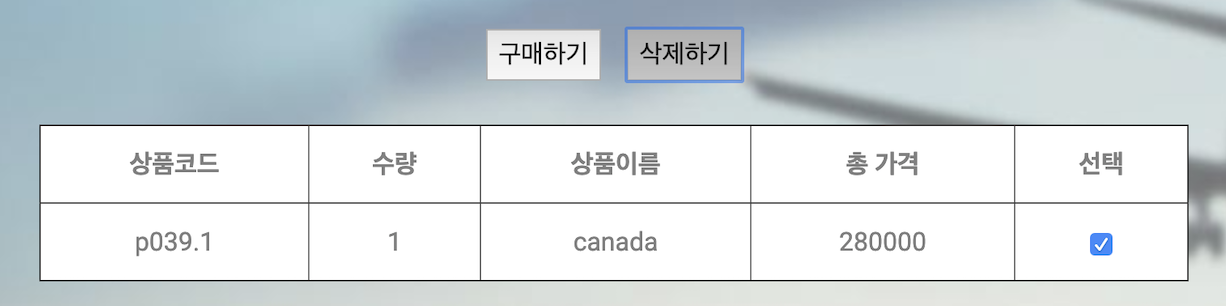 구매하기 삭제하기
상품코드 수량 상품이름 총 가격 선택
p039.1 1 canada 280000